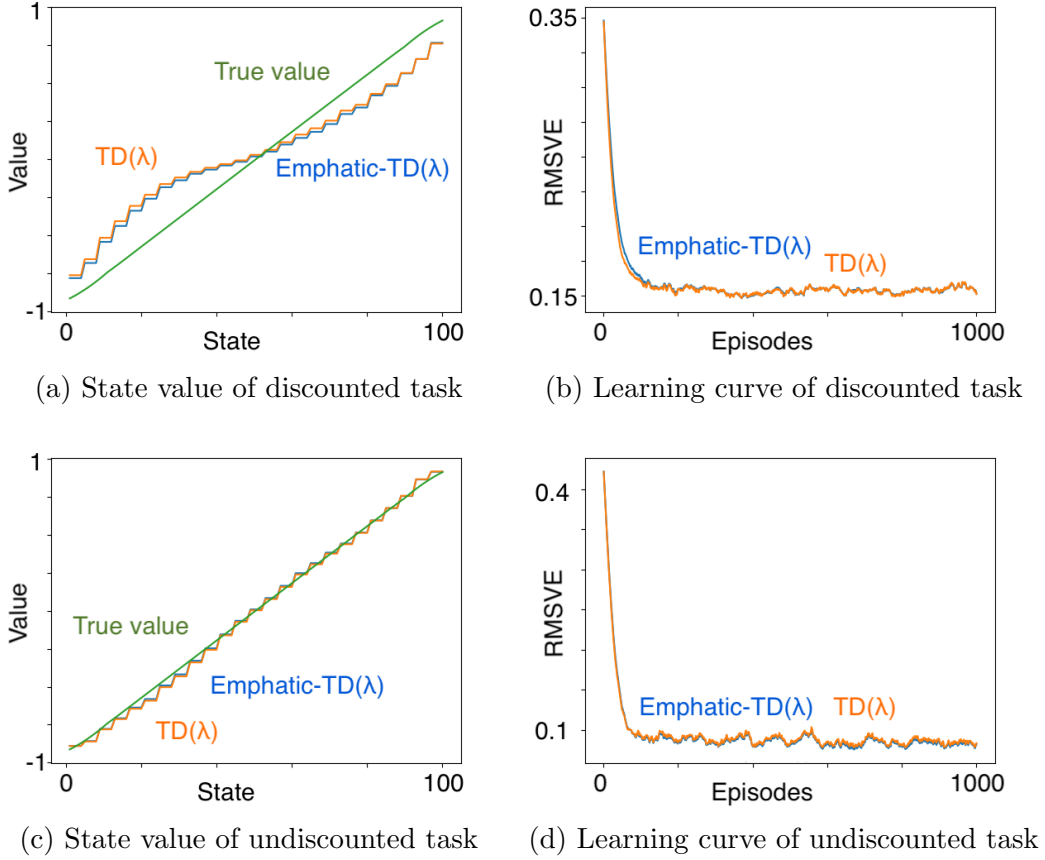 1
True value
TD(λ)
Emphatic-TD(λ)
Value
-1
0
100
State
(a) State value of discounted task
0.35
RMSVE
Emphatic-TD(λ)
TD(λ)
0.15
0
1000
Episodes
(b) Learning curve of discounted task
1
Value
True value
Emphatic-TD(λ)
TD(λ)
-1
0
100
State
(c) State value of undiscounted task
0.4
RMSVE
Emphatic-TD(λ) TD(λ)
0.1
0
1000
Episodes
(d) Learning curve of undiscounted task